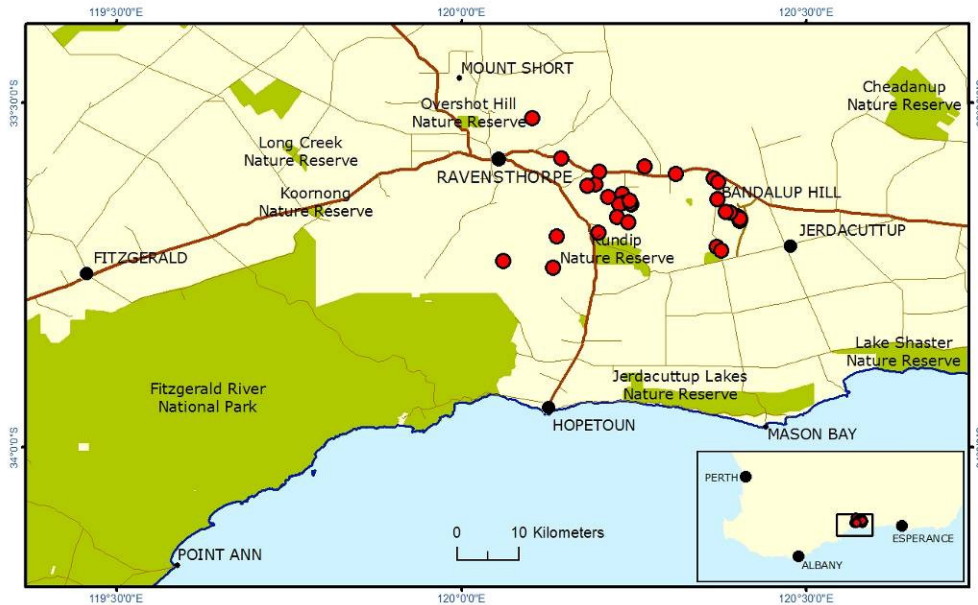 119°30'0"E
120°0'0"E
120°30'0"E
33°30'0"S
MOUNT SHORT
Cheadanup
Nature Reserve
Overshot Hill
Nature Reserve
Long Creek
Nature Reserve
RAVENSTHORPE
Koornong
Nature Reserve
BANDALUP HILL
JERDACUTTUP
FITZGERALD
Kundip
Nature Reserve
Lake Shaster
Nature Reserve
Fitzgerald River
National Park
Jerdacuttup Lakes
Nature Reserve
HOPETOUN
MASON BAY
34°0'0"S
PERTH
ESPERANCE
ALBANY
0 10 Kilometers
POINT ANN
119°30'0"E
120°0'0"E
120°30'0"E